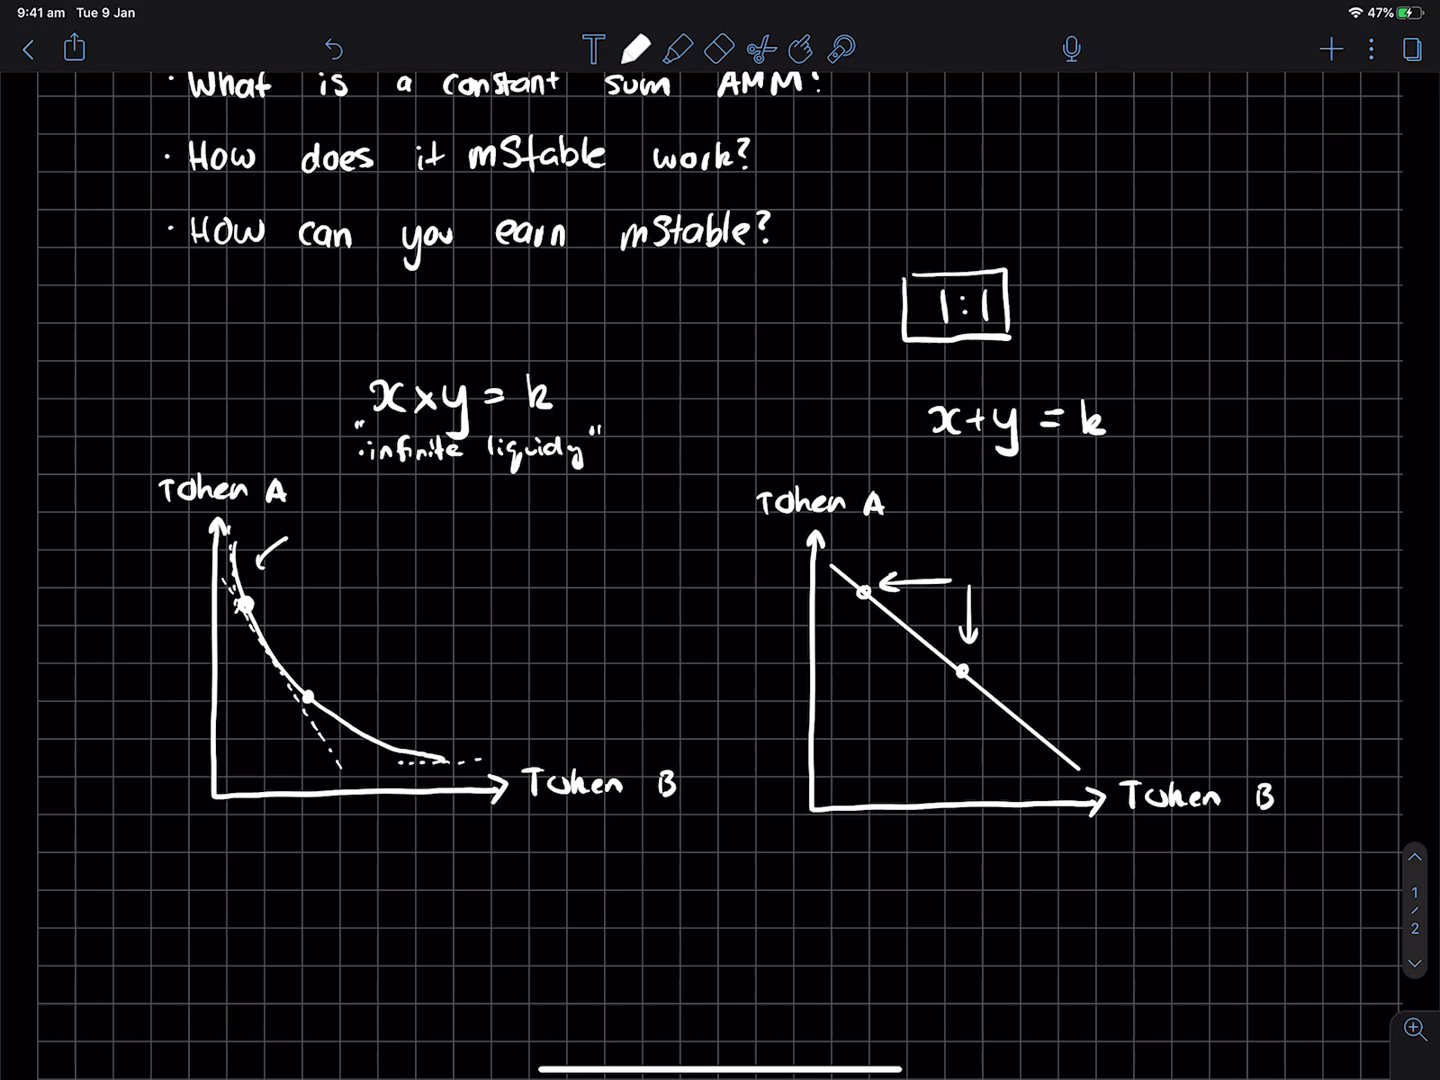 9:41 am Tue 9 Jan
47%
T
· What is a constant sum AMM?
· How does it mStable work?
· How can you earn mStable?
1:1
x × y = k
"infinite liquidy"
x + y = k
Token A
Token A
Token B
Token B
1
/
2